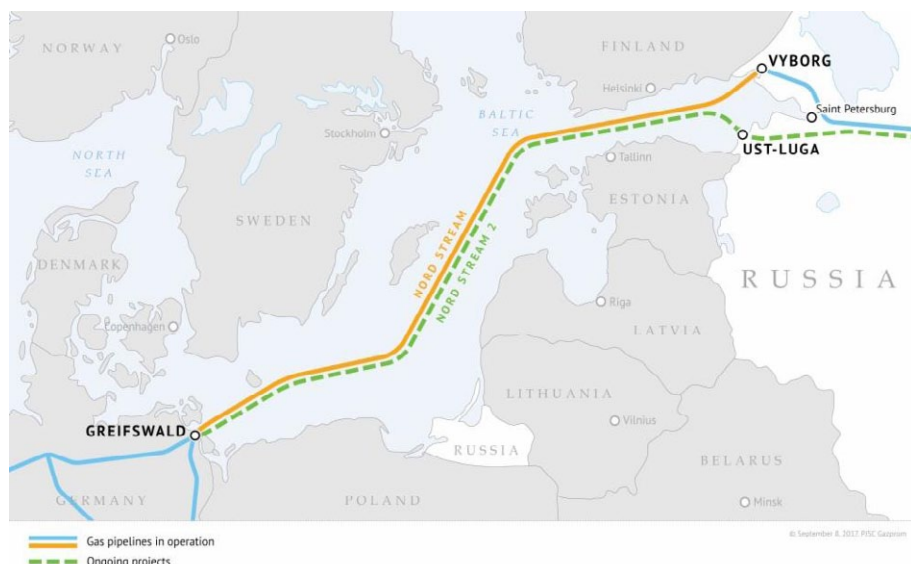 NORWAY
Oslo
FINLAND
VYBORG
Helsinki
Saint Petersburg
BALTIC
SEA
Stockholm
UST-LUGA
NORTH
SEA
Tallinn
ESTONIA
SWEDEN
NORD STREAM
NORD STREAM 2
DENMARK
RUSSIA
Riga
Copenhagen
LATVIA
LITHUANIA
Vilnius
GREIFSWALD
RUSSIA
BELARUS
GERMANY
POLAND
Minsk
Gas pipelines in operation
© September 8, 2017 PJSC Gazprom
Ongoing projects